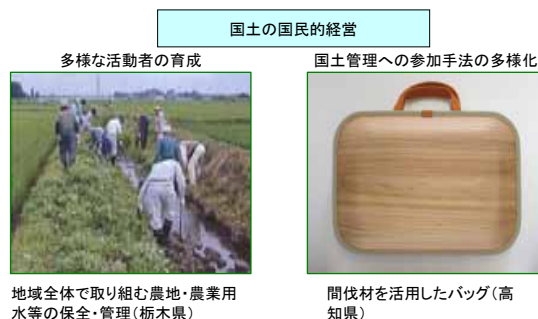 国土の国民的経営
多様な活動者の育成
国土管理への参加手法の多様化
地域全体で取り組む農地・農業用
水等の保全・管理(栃木県)
間伐材を活用したバッグ(高
知県)